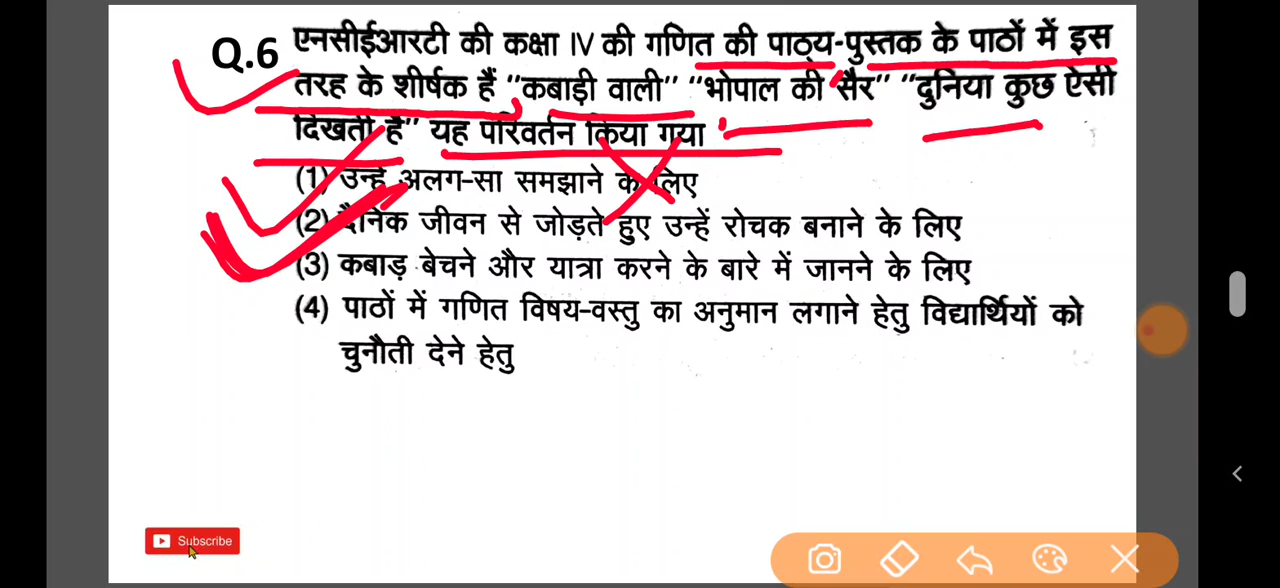 Q.6 एनसीईआरटी की कक्षा IV की गणित की पाठ्य-पुस्तक के पाठों में इस
तरह के शीर्षक हैं "कबाड़ी वाली" "भोपाल की सैर" "दुनिया कुछ ऐसी
दिखती है" यह परिवर्तन किया गया
(1) उन्हें अलग-सा समझाने के लिए
(2) दैनिक जीवन से जोड़ते हुए उन्हें रोचक बनाने के लिए
(3) कबाड़ बेचने और यात्रा करने के बारे में जानने के लिए
(4) पाठों में गणित विषय-वस्तु का अनुमान लगाने हेतु विद्यार्थियों को
चुनौती देने हेतु
Subscribe